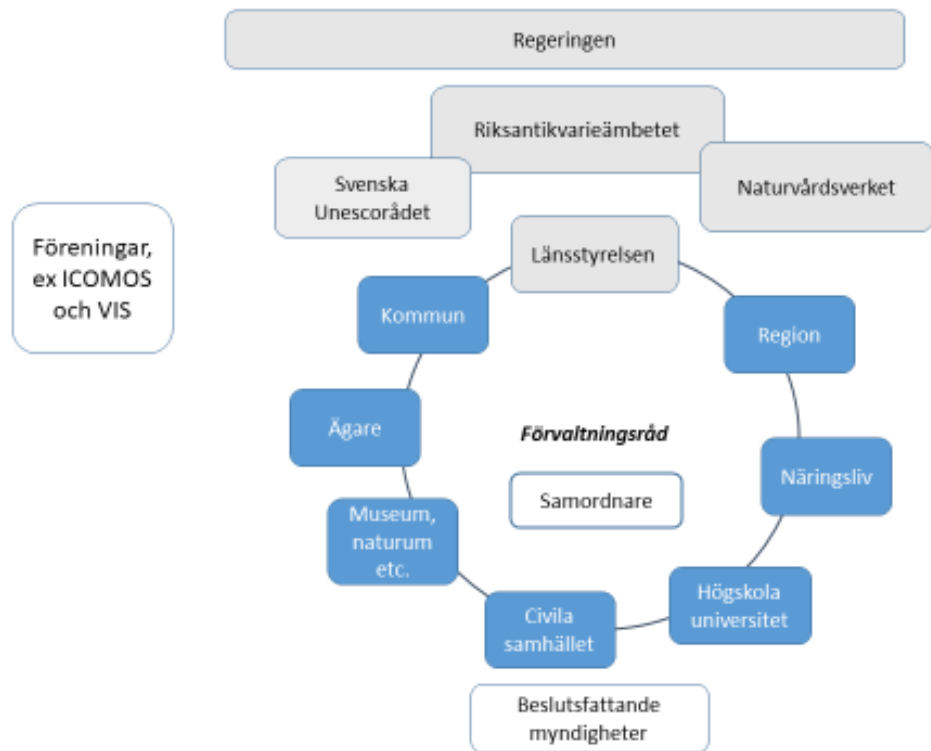 Regeringen
Riksantikvarieämbetet
Svenska
Unescorådet
Naturvårdsverket
Föreningar,
ex ICOMOS
och VIS
Länsstyrelsen
Kommun
Region
Ägare
Förvaltningsråd
Näringsliv
Samordnare
Museum,
naturum
etc.
Högskola
universitet
Civila
samhället
Beslutsfattande
myndigheter